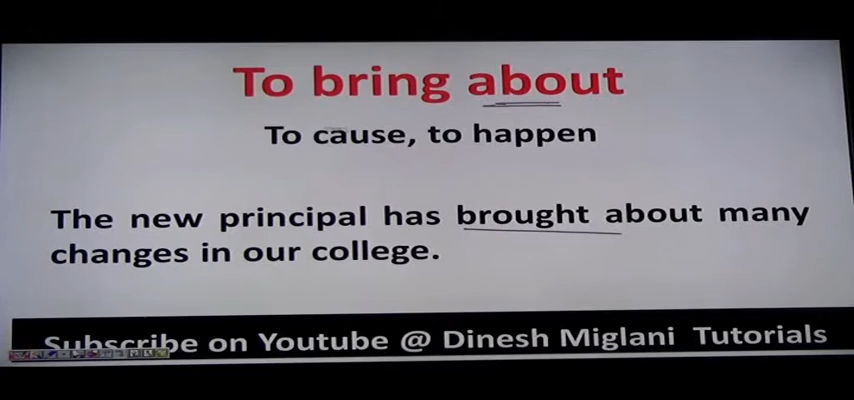 To bring about
To cause, to happen
The new principal has brought about many
changes in our college.
Subscribe on Youtube @ Dinesh Miglani Tutorials